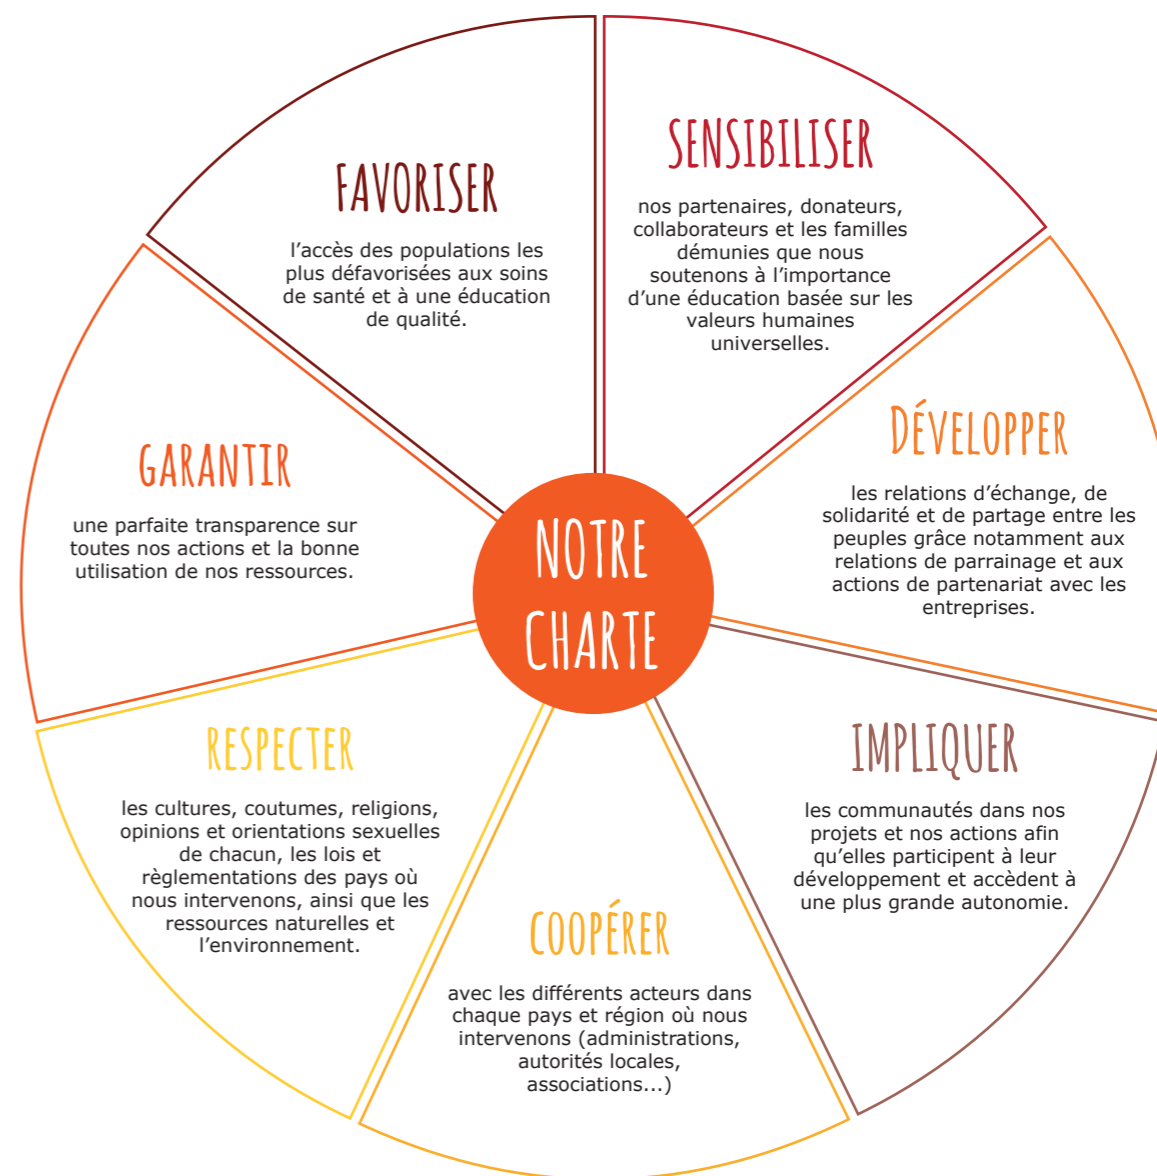 FAVORISER
l'accès des populations les
plus défavorisées aux soins
de santé et à une éducation
de qualité.
SENSIBILISER
nos partenaires, donateurs,
collaborateurs et les familles
démunies que nous
soutenons à l'importance
d'une éducation basée sur les
valeurs humaines
universelles.
DÉVELOPPER
les relations d'échange, de
solidarité et de partage entre les
peuples grâce notamment aux
relations de parrainage et aux
actions de partenariat avec les
entreprises.
IMPLIQUER
les communautés dans nos
projets et nos actions afin
qu'elles participent à leur
développement et accèdent à
une plus grande autonomie.
COOPÉRER
avec les différents acteurs dans
chaque pays et région où nous
intervenons (administrations,
autorités locales,
associations...)
RESPECTER
les cultures, coutumes, religions,
opinions et orientations sexuelles
de chacun, les lois et
règlementations des pays où
nous intervenons, ainsi que les
ressources naturelles et
l'environnement.
GARANTIR
une parfaite transparence sur
toutes nos actions et la bonne
utilisation de nos ressources.
NOTRE
CHARTE